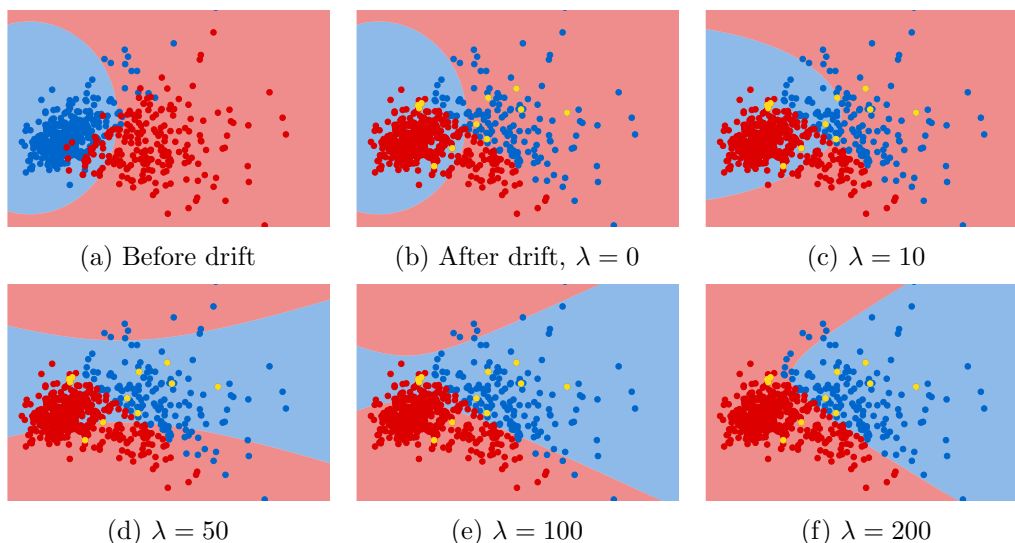 (a) Before drift
(b) After drift, λ = 0
(c) λ = 10
(d) λ = 50
(e) λ = 100
(f) λ = 200